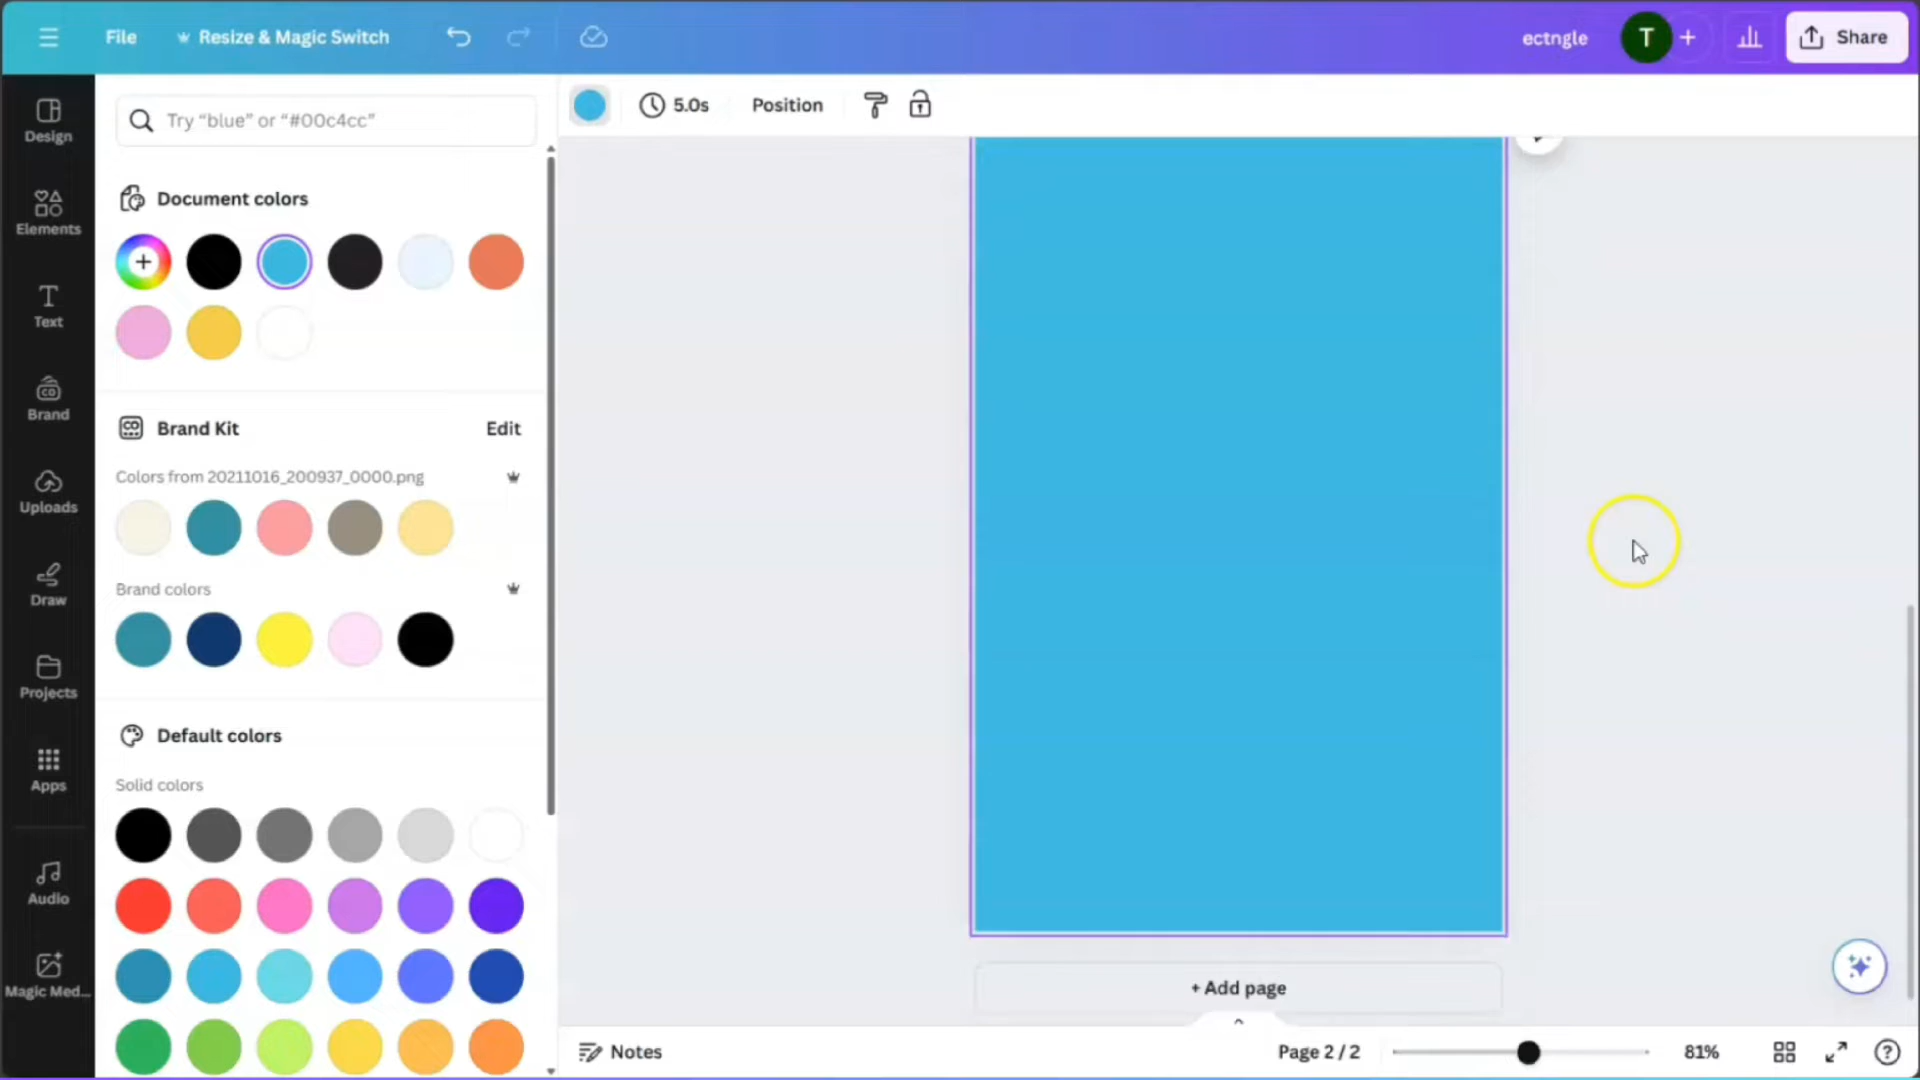 File
Resize & Magic Switch
ectngle
T
Share
Design
Elements
Text
Brand
Uploads
Draw
Projects
Apps
Audio
Magic Med...
Try “blue” or “#00c4cc”
Document colors
Brand Kit
Edit
Colors from 20211016_200937_0000.png
Brand colors
Default colors
Solid colors
5.0s
Position
+ Add page
Notes
Page 2 / 2
81%